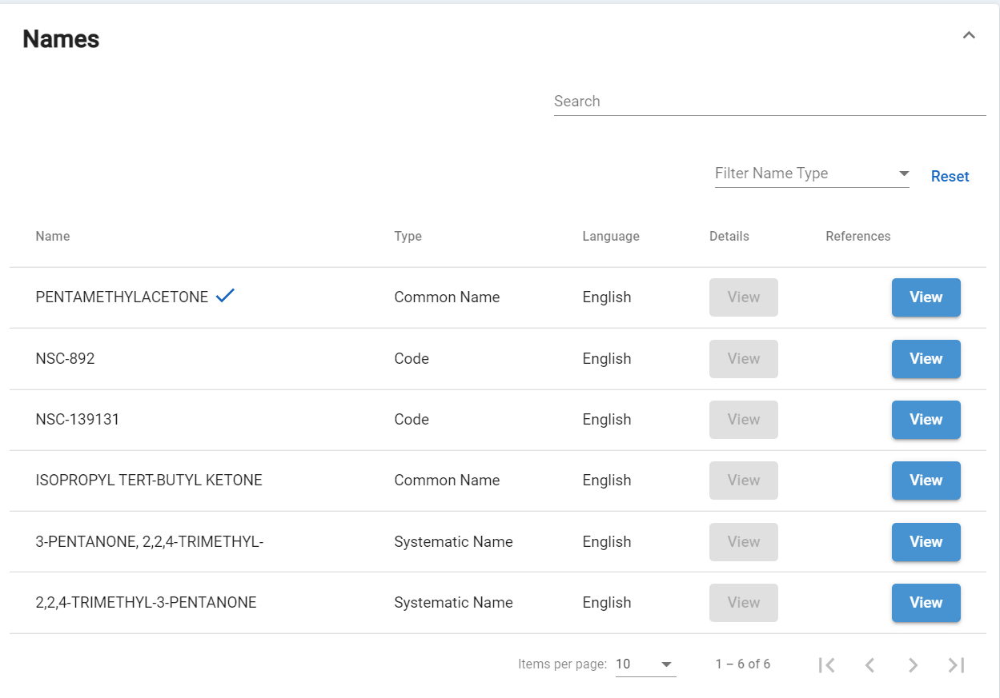 Names
Search
Filter Name Type Reset
Name Type Language Details References
PENTAMETHYLACETONE Common Name English View View
NSC-892 Code English View View
NSC-139131 Code English View View
ISOPROPYL TERT-BUTYL KETONE Common Name English View View
3-PENTANONE, 2,2,4-TRIMETHYL- Systematic Name English View View
2,2,4-TRIMETHYL-3-PENTANONE Systematic Name English View View
Items per page: 10 1 – 6 of 6